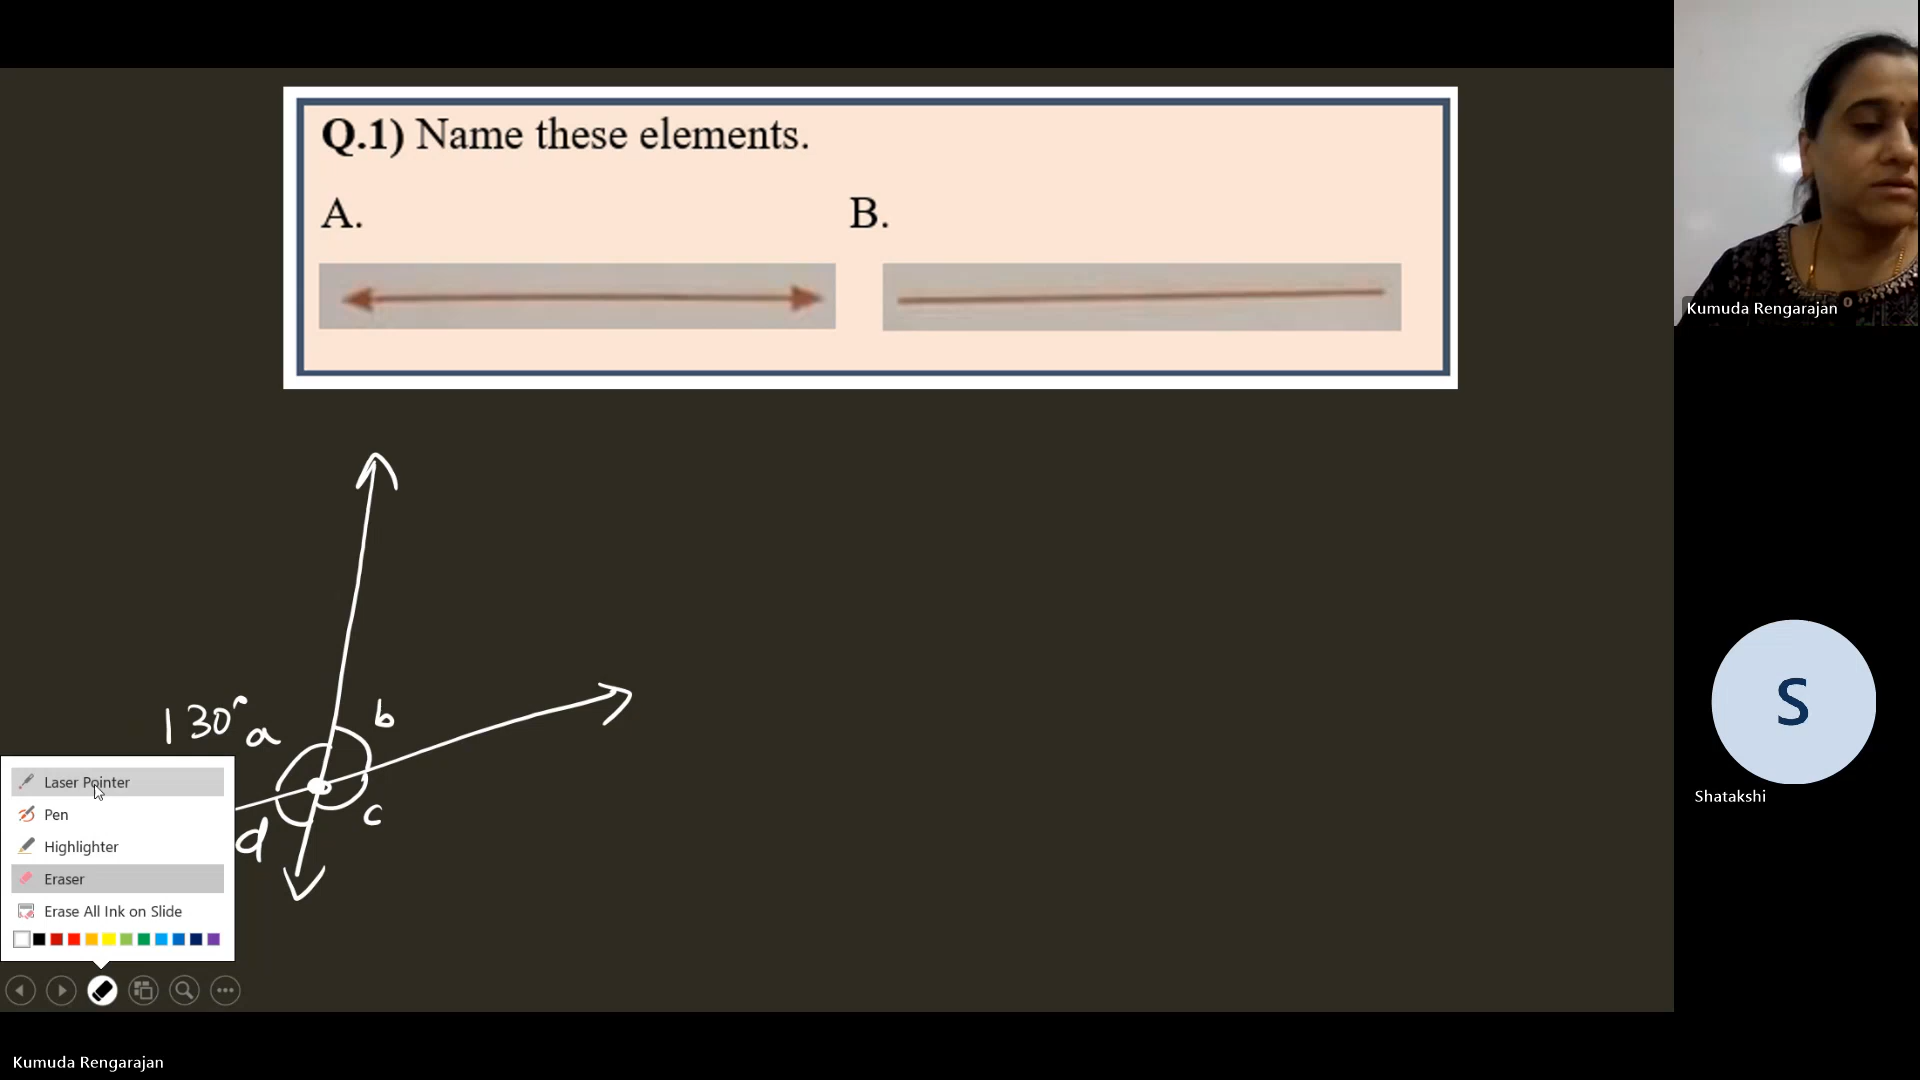 Q.1) Name these elements.
A. B.
130° a
b
c
d
Laser Pointer
Pen
Highlighter
Eraser
Erase All Ink on Slide
Kumuda Rengarajan
S
Shatakshi
Kumuda Rengarajan